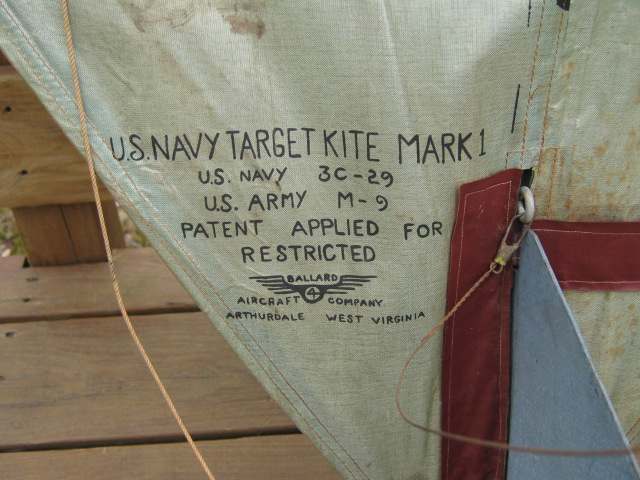 U.S. NAVY TARGET KITE MARK 1
U.S. NAVY 3C-29
U.S. ARMY M-9
PATENT APPLIED FOR
RESTRICTED
BALLARD
AIRCRAFT 4 COMPANY
ARTHURDALE WEST VIRGINIA